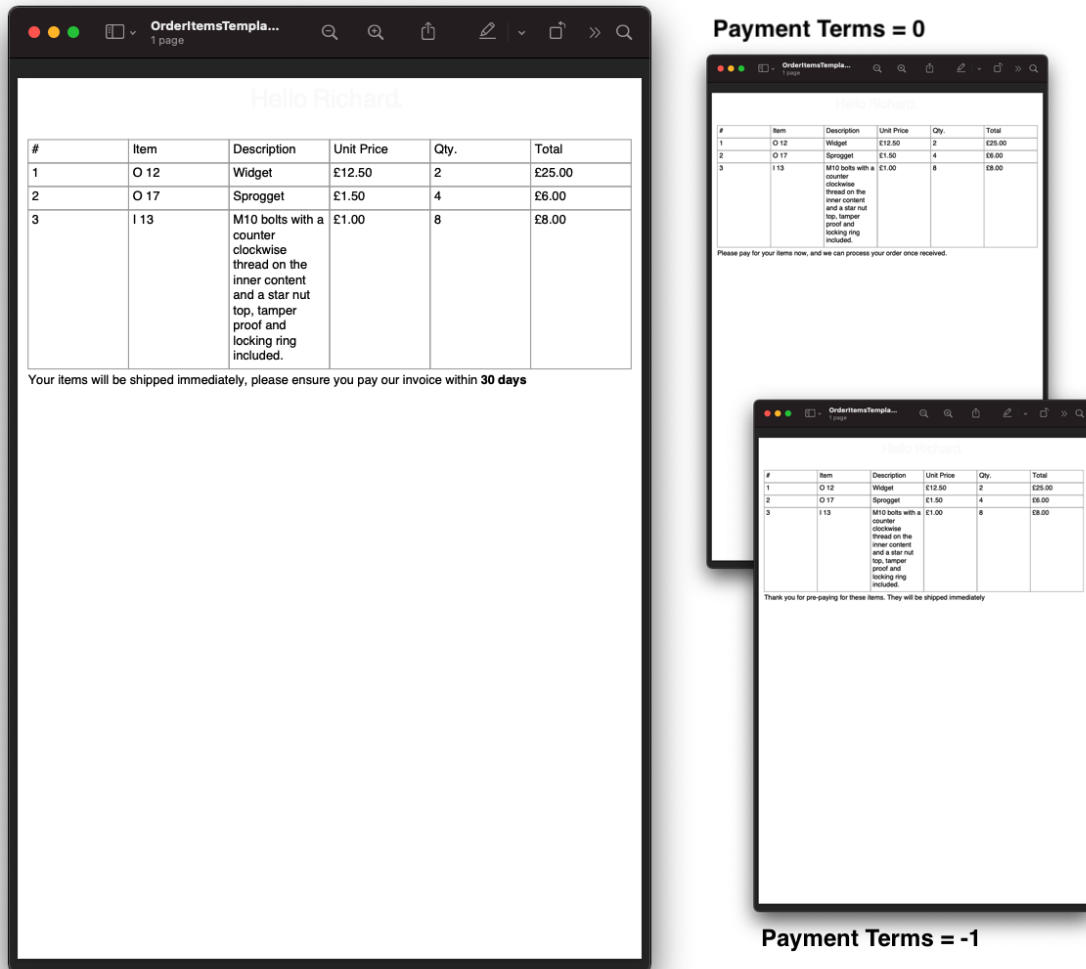 OrderItemsTempla...
1 page
Hello Richard.
# Item Description Unit Price Qty. Total
1 O 12 Widget £12.50 2 £25.00
2 O 17 Sprogget £1.50 4 £6.00
3 I 13 M10 bolts with a £1.00 8 £8.00
counter
clockwise
thread on the
inner content
and a star nut
top, tamper
proof and
locking ring
included.
Your items will be shipped immediately, please ensure you pay our invoice within 30 days
Payment Terms = 0
OrderItemsTempla...
1 page
Hello Richard.
# Item Description Unit Price Qty. Total
1 O 12 Widget £12.50 2 £25.00
2 O 17 Sprogget £1.50 4 £6.00
3 I 13 M10 bolts with a £1.00 8 £8.00
counter
clockwise
thread on the
inner content
and a star nut
top, tamper
proof and
locking ring
included.
Please pay for your items now, and we can process your order once received.
OrderItemsTempla...
1 page
Hello Richard.
# Item Description Unit Price Qty. Total
1 O 12 Widget £12.50 2 £25.00
2 O 17 Sprogget £1.50 4 £6.00
3 I 13 M10 bolts with a £1.00 8 £8.00
counter
clockwise
thread on the
inner content
and a star nut
top, tamper
proof and
locking ring
included.
Thank you for pre-paying for these items. They will be shipped immediately
Payment Terms = -1